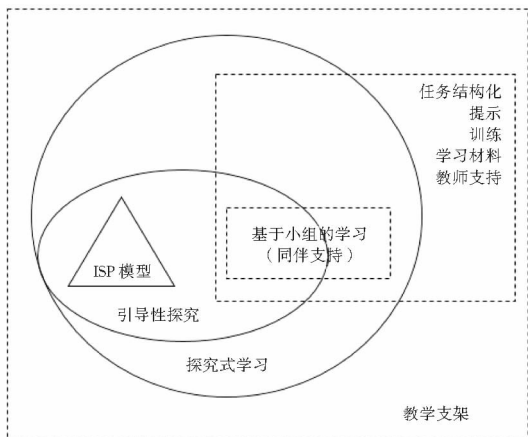 任务结构化
提示
训练
学习材料
教师支持
基于小组的学习
（同伴支持）
ISP 模型
引导性探究
探究式学习
教学支架